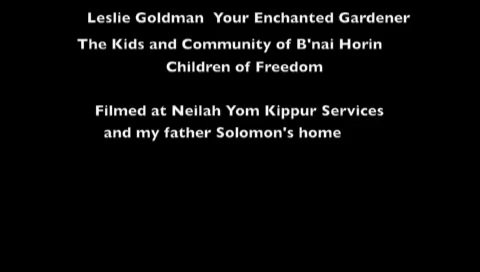 Leslie Goldman  Your Enchanted Gardener
The Kids and Community of B'nai Horin
Children of Freedom
Filmed at Neilah Yom Kippur Services
and my father Solomon's home